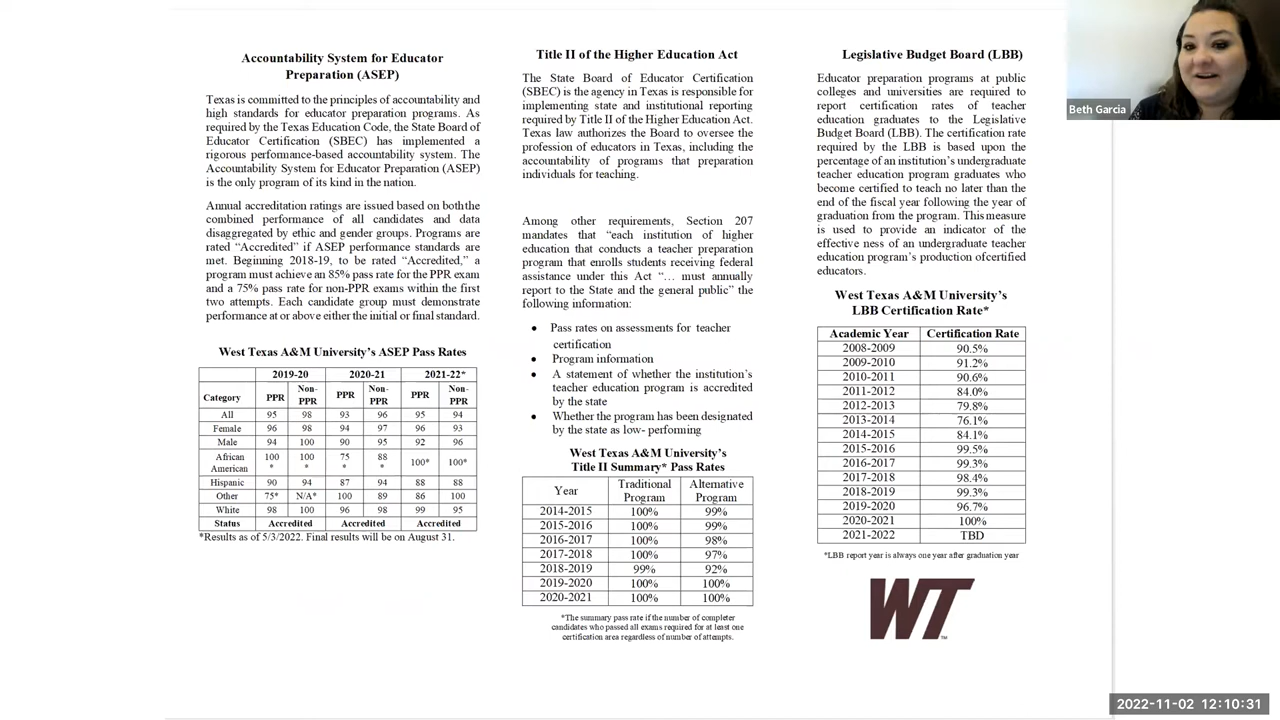 Accountability System for Educator
Preparation (ASEP)
Texas is committed to the principles of accountability and
high standards for educator preparation programs. As
required by the Texas Education Code, the State Board of
Educator Certification (SBEC) has implemented a
rigorous performance-based accountability system. The
Accountability System for Educator Preparation (ASEP)
is the only program of its kind in the nation.
Annual accreditation ratings are issued based on both the
combined performance of all candidates and data
disaggregated by ethic and gender groups. Programs are
rated “Accredited” if ASEP performance standards are
met. Beginning 2018-19, to be rated “Accredited,” a
program must achieve an 85% pass rate for the PPR exam
and a 75% pass rate for non-PPR exams within the first
two attempts. Each candidate group must demonstrate
performance at or above either the initial or final standard.
West Texas A&M University’s ASEP Pass Rates
2019-20 2020-21 2021-22*
Category PPR Non-PPR PPR Non-PPR PPR Non-PPR
All 95 98 93 96 95 94
Female 96 98 94 97 96 93
Male 94 100 90 95 92 96
African American 100* 100* 75* 88* 100* 100*
Hispanic 90 94 87 94 88 88
Other 75* N/A* 100 89 86 100
White 98 100 96 98 99 95
Status Accredited Accredited Accredited
*Results as of 5/3/2022. Final results will be on August 31.
Title II of the Higher Education Act
The State Board of Educator Certification
(SBEC) is the agency in Texas is responsible for
implementing state and institutional reporting
required by Title II of the Higher Education Act.
Texas law authorizes the Board to oversee the
profession of educators in Texas, including the
accountability of programs that preparation
individuals for teaching.
Among other requirements, Section 207
mandates that “each institution of higher
education that conducts a teacher preparation
program that enrolls students receiving federal
assistance under this Act “… must annually
report to the State and the general public” the
following information:
• Pass rates on assessments for teacher
certification
• Program information
• A statement of whether the institution’s
teacher education program is accredited
by the state
• Whether the program has been designated
by the state as low- performing
West Texas A&M University’s
Title II Summary* Pass Rates
Year Traditional Program Alternative Program
2014-2015 100% 99%
2015-2016 100% 99%
2016-2017 100% 98%
2017-2018 100% 97%
2018-2019 99% 92%
2019-2020 100% 100%
2020-2021 100% 100%
*The summary pass rate if the number of completer
candidates who passed all exams required for at least one
certification area regardless of number of attempts.
Legislative Budget Board (LBB)
Educator preparation programs at public
colleges and universities are required to
report certification rates of teacher
education graduates to the Legislative
Budget Board (LBB). The certification rate
required by the LBB is based upon the
percentage of an institution’s undergraduate
teacher education program graduates who
become certified to teach no later than the
end of the fiscal year following the year of
graduation from the program. This measure
is used to provide an indicator of the
effective ness of an undergraduate teacher
education program’s production of certified
educators.
West Texas A&M University’s
LBB Certification Rate*
Academic Year Certification Rate
2008-2009 90.5%
2009-2010 91.2%
2010-2011 90.6%
2011-2012 84.0%
2012-2013 79.8%
2013-2014 76.1%
2014-2015 84.1%
2015-2016 99.5%
2016-2017 99.3%
2017-2018 98.4%
2018-2019 99.3%
2019-2020 96.7%
2020-2021 100%
2021-2022 TBD
*LBB report year is always one year after graduation year
WT
TM
Beth Garcia
2022-11-02 12:10:31